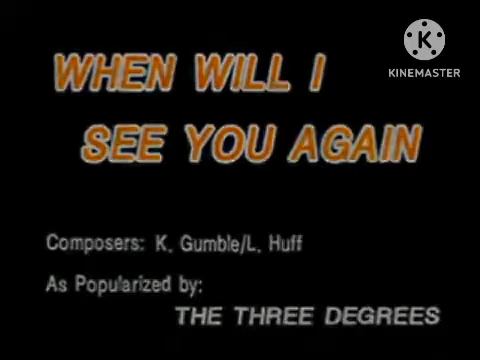 WHEN WILL I
SEE YOU AGAIN
KINEMASTER
Composers: K. Gumble/L. Huff
As Popularized by:
THE THREE DEGREES